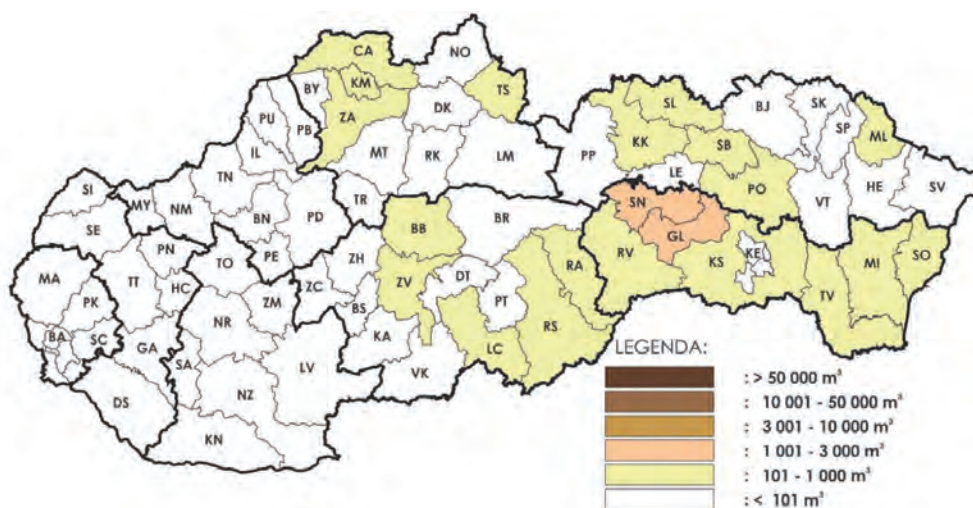 CA
NO
BY
KM
TS
PU
PB
ZA
DK
IL
MT
RK
LM
TN
SI
MY
NM
BN
PD
TR
SE
PN
PE
BB
BR
TO
ZH
MA
TT
HC
ZC
ZV
DT
PK
ZM
BS
PT
RA
BA
SC
NR
KA
RS
GA
SA
LV
LC
DS
NZ
VK
KN
SL
BJ
SK
PP
KK
SP
ML
SB
LE
PO
HE
SV
VT
SN
GL
RV
KS
KE
MI
SO
TV
LEGENDA:
: > 50 000 m³
: 10 001 - 50 000 m³
: 3 001 - 10 000 m³
: 1 001 - 3 000 m³
: 101 - 1 000 m³
: < 101 m³